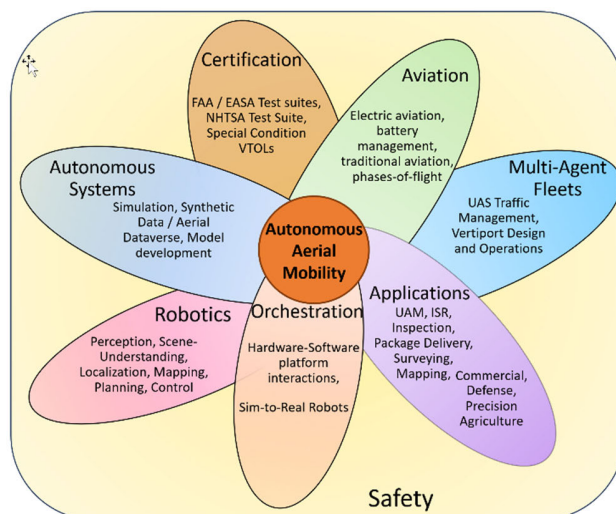 Certification
FAA / EASA Test suites,
NHTSA Test Suite,
Special Condition
VTOLs
Aviation
Electric aviation,
battery
management,
traditional aviation,
phases-of-flight
Autonomous
Systems
Simulation, Synthetic
Data / Aerial
Dataverse, Model
development
Multi-Agent
Fleets
UAS Traffic
Management,
Vertiport Design
and Operations
Autonomous
Aerial
Mobility
Robotics
Perception, Scene-
Understanding,
Localization, Mapping,
Planning, Control
Orchestration
Hardware-Software
platform
interactions,
Sim-to-Real Robots
Applications
UAM, ISR,
Inspection,
Package Delivery,
Surveying,
Mapping,
Commercial,
Defense,
Precision
Agriculture
Safety